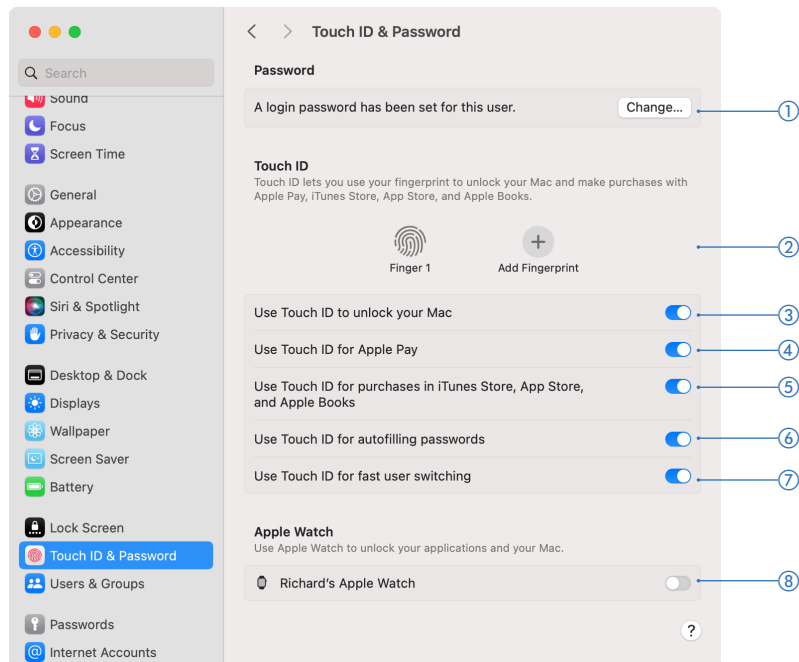 Touch ID & Password
Search
Sound
Focus
Screen Time
General
Appearance
Accessibility
Control Center
Siri & Spotlight
Privacy & Security
Desktop & Dock
Displays
Wallpaper
Screen Saver
Battery
Lock Screen
Touch ID & Password
Users & Groups
Passwords
Internet Accounts
Password
A login password has been set for this user.
Change...
①
Touch ID
Touch ID lets you use your fingerprint to unlock your Mac and make purchases with
Apple Pay, iTunes Store, App Store, and Apple Books.
Finger 1
Add Fingerprint
②
Use Touch ID to unlock your Mac
③
Use Touch ID for Apple Pay
④
Use Touch ID for purchases in iTunes Store, App Store,
and Apple Books
⑤
Use Touch ID for autofilling passwords
⑥
Use Touch ID for fast user switching
⑦
Apple Watch
Use Apple Watch to unlock your applications and your Mac.
Richard's Apple Watch
⑧
?